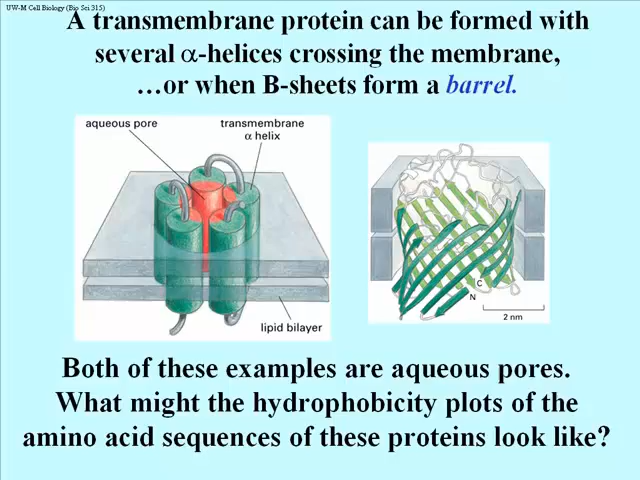 UW-M Cell Biology (Bio Sci 315)
A transmembrane protein can be formed with
several α-helices crossing the membrane,
…or when B-sheets form a barrel.
aqueous pore
transmembrane
α helix
lipid bilayer
C
N
2 nm
Both of these examples are aqueous pores.
What might the hydrophobicity plots of the
amino acid sequences of these proteins look like?